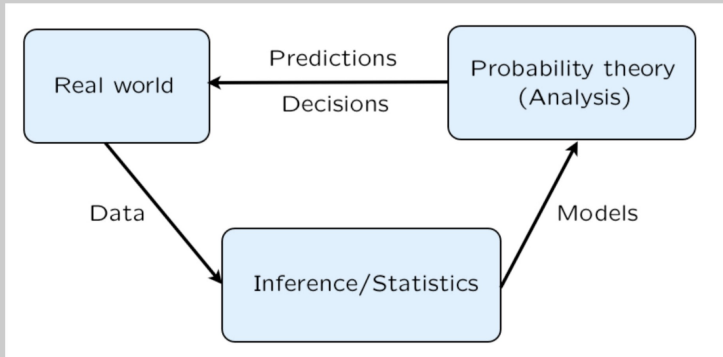 Real world
Predictions
Decisions
Probability theory
(Analysis)
Data
Models
Inference/Statistics